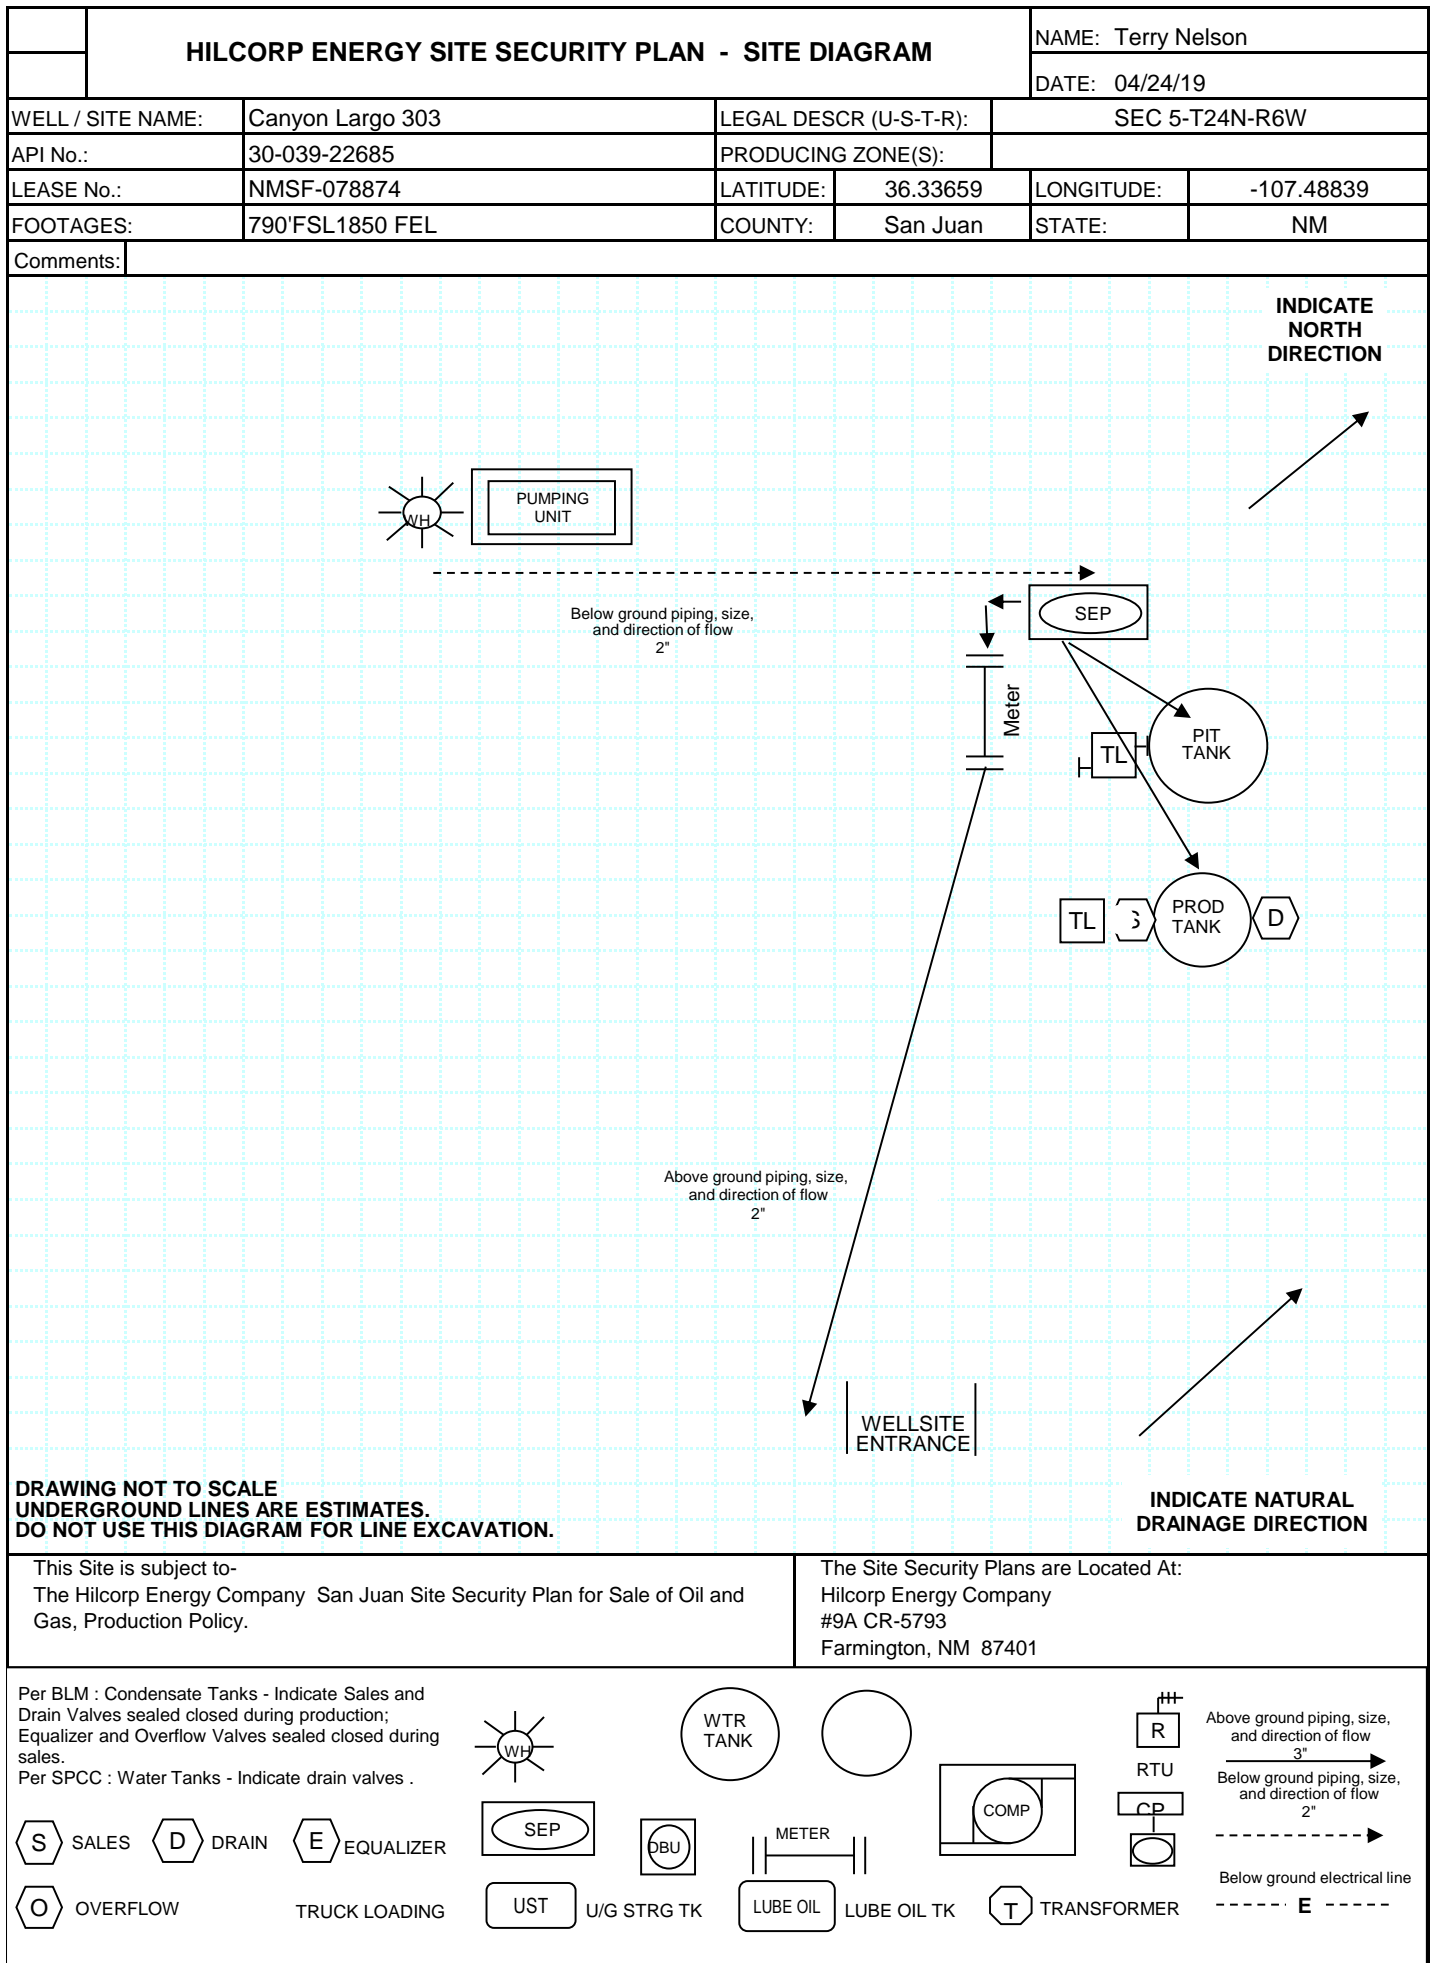 HILCORP ENERGY SITE SECURITY PLAN - SITE DIAGRAM
NAME: Terry Nelson
DATE: 04/24/19
WELL / SITE NAME: Canyon Largo 303 LEGAL DESCR (U-S-T-R): SEC 5-T24N-R6W
API No.: 30-039-22685 PRODUCING ZONE(S):
LEASE No.: NMSF-078874 LATITUDE: 36.33659 LONGITUDE: -107.48839
FOOTAGES: 790'FSL1850 FEL COUNTY: San Juan STATE: NM
Comments:
INDICATE
NORTH
DIRECTION
WH
PUMPING
UNIT
Below ground piping, size,
and direction of flow
2"
SEP
Meter
TL
PIT
TANK
TL
PROD
TANK
D
Above ground piping, size,
and direction of flow
2"
WELLSITE
ENTRANCE
DRAWING NOT TO SCALE
UNDERGROUND LINES ARE ESTIMATES.
DO NOT USE THIS DIAGRAM FOR LINE EXCAVATION.
INDICATE NATURAL
DRAINAGE DIRECTION
This Site is subject to-
The Hilcorp Energy Company San Juan Site Security Plan for Sale of Oil and
Gas, Production Policy.
The Site Security Plans are Located At:
Hilcorp Energy Company
#9A CR-5793
Farmington, NM 87401
Per BLM : Condensate Tanks - Indicate Sales and
Drain Valves sealed closed during production;
Equalizer and Overflow Valves sealed closed during
sales.
Per SPCC : Water Tanks - Indicate drain valves .
WH
WTR
TANK
R
RTU
Above ground piping, size,
and direction of flow
3"
Below ground piping, size,
and direction of flow
2"
COMP
CP
S SALES D DRAIN E EQUALIZER
SEP
DBU
METER
Below ground electrical line
E
O OVERFLOW
TRUCK LOADING
UST U/G STRG TK
LUBE OIL LUBE OIL TK
T TRANSFORMER